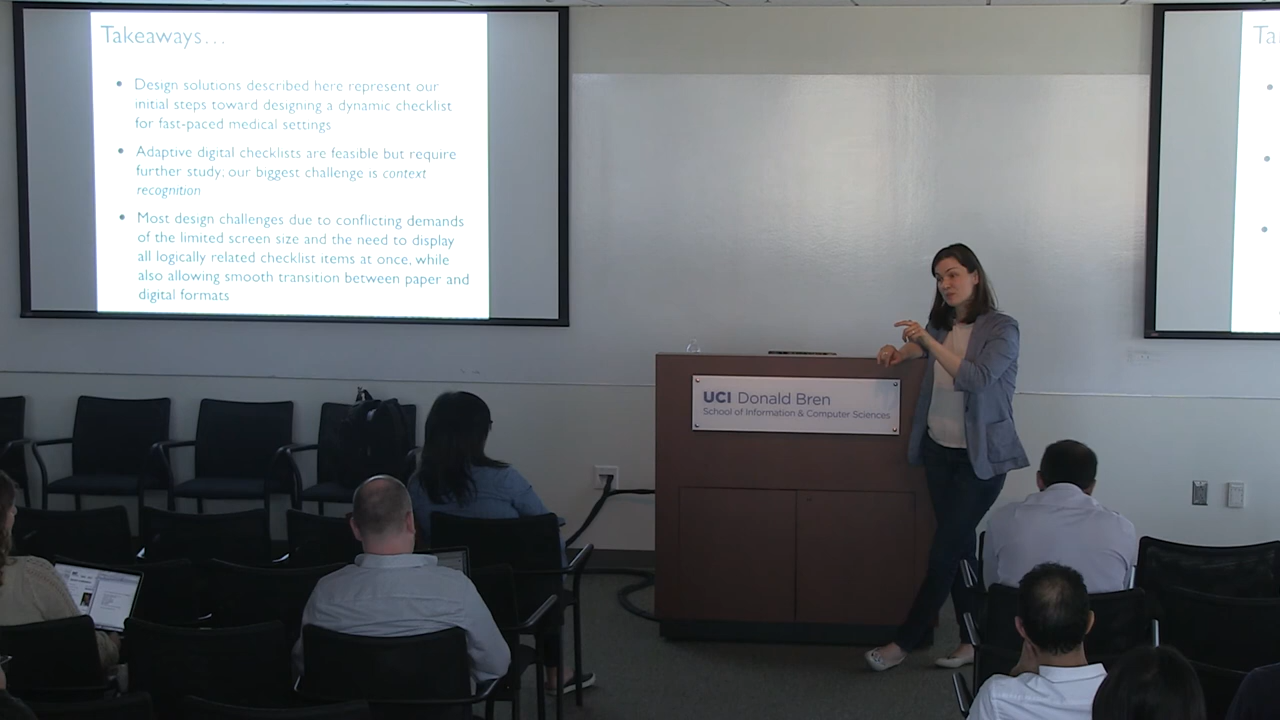 Takeaways...
• Design solutions described here represent our
initial steps toward designing a dynamic checklist
for fast-paced medical settings
• Adaptive digital checklists are feasible but require
further study; our biggest challenge is context
recognition
• Most design challenges due to conflicting demands
of the limited screen size and the need to display
all logically related checklist items at once, while
also allowing smooth transition between paper and
digital formats
Ta
UCI Donald Bren
School of Information & Computer Sciences